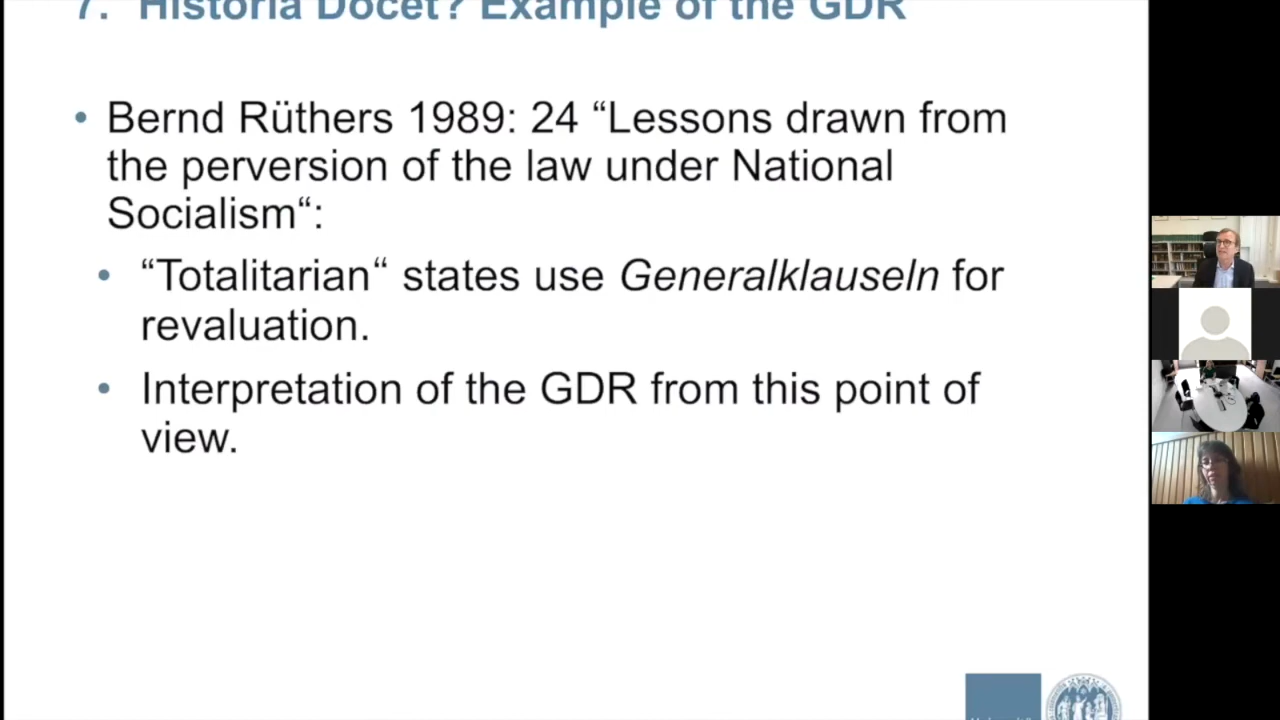 7. Historia Docet? Example of the GDR
• Bernd Rüthers 1989: 24 “Lessons drawn from
the perversion of the law under National
Socialism“:
• “Totalitarian“ states use Generalklauseln for
revaluation.
• Interpretation of the GDR from this point of
view.